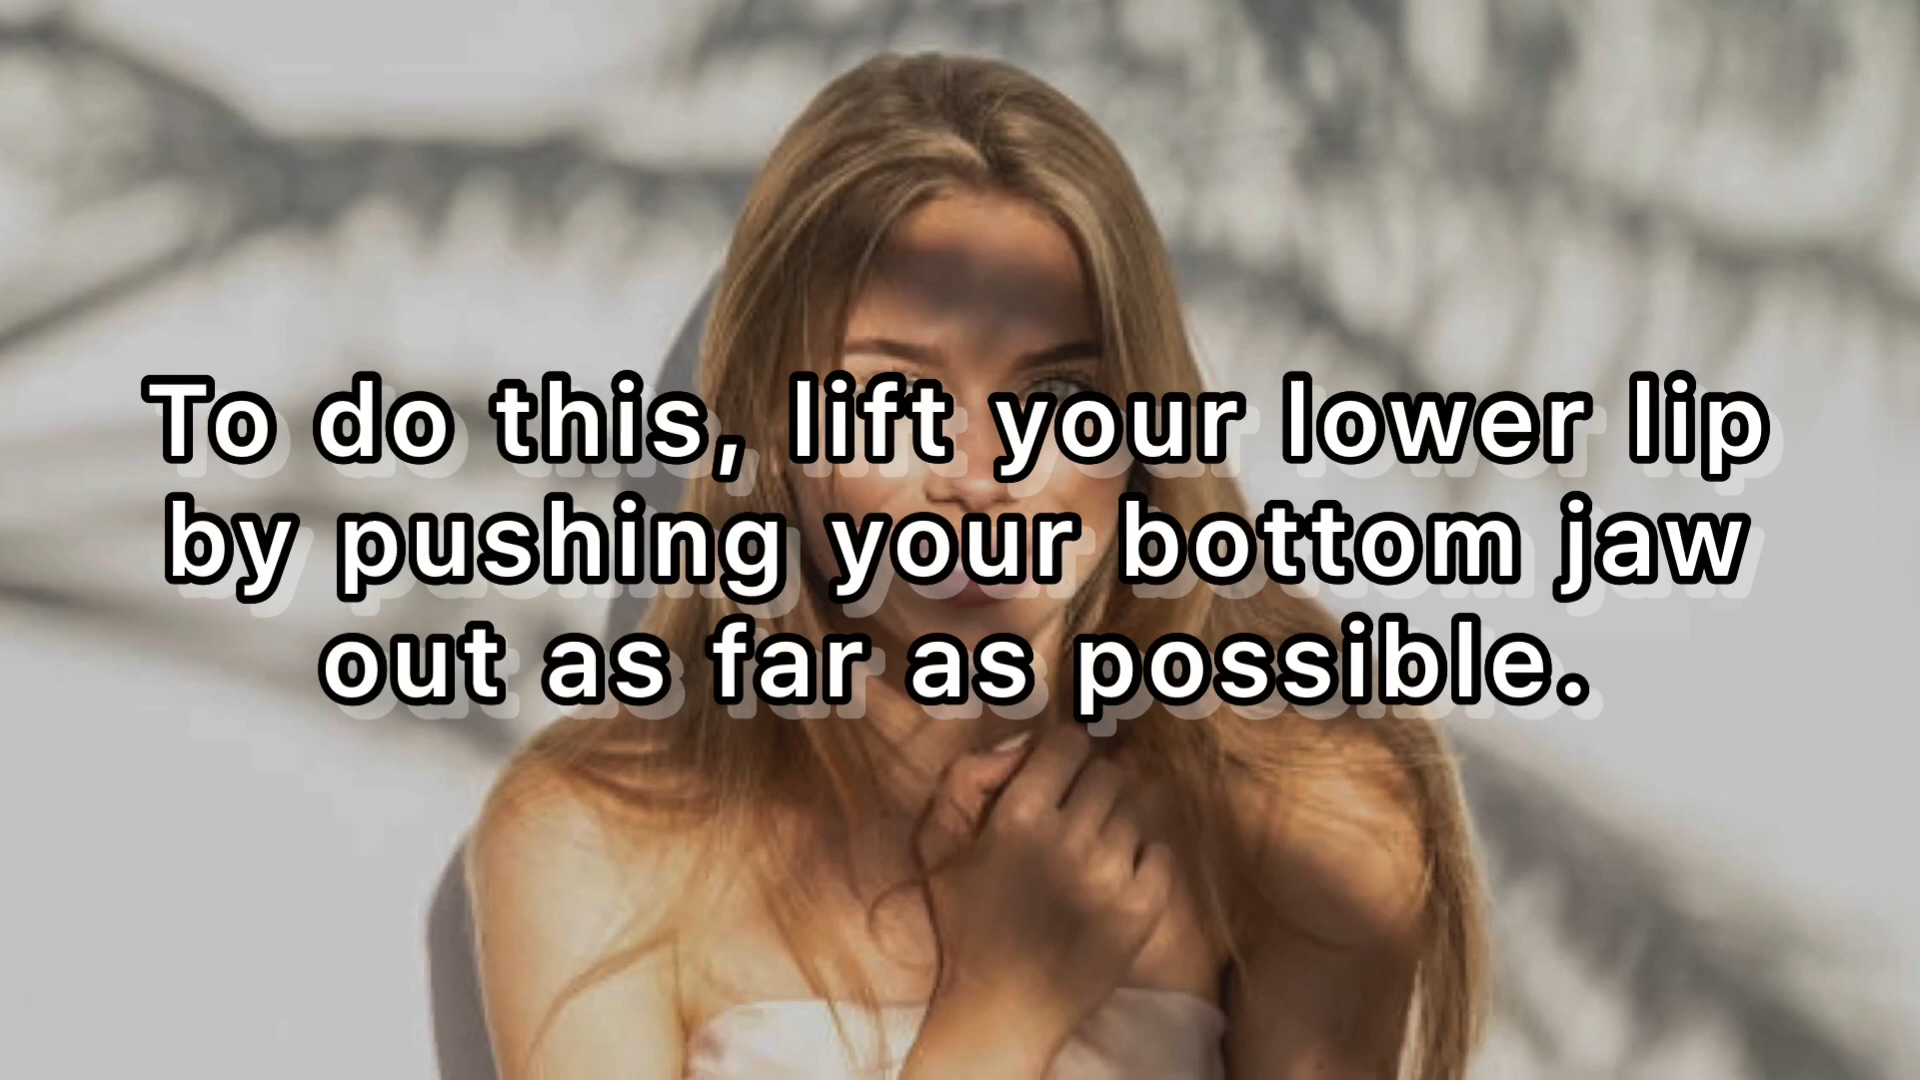 To do this, lift your lower lip
by pushing your bottom jaw
out as far as possible.